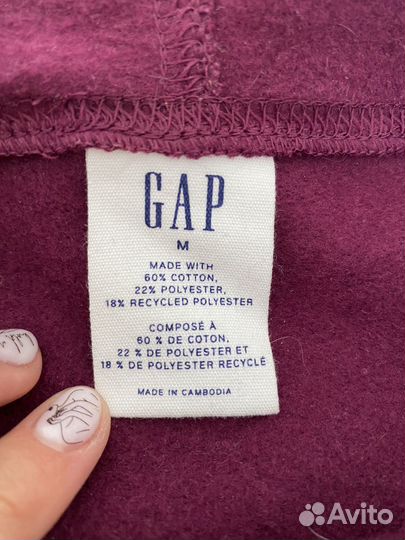 GAP
M
MADE WITH
60% COTTON,
22% POLYESTER,
18% RECYCLED POLYESTER
COMPOSÉ À
60 % DE COTON,
22 % DE POLYESTER ET
18 % DE POLYESTER RECYCLÉ
MADE IN CAMBODIA
Avito